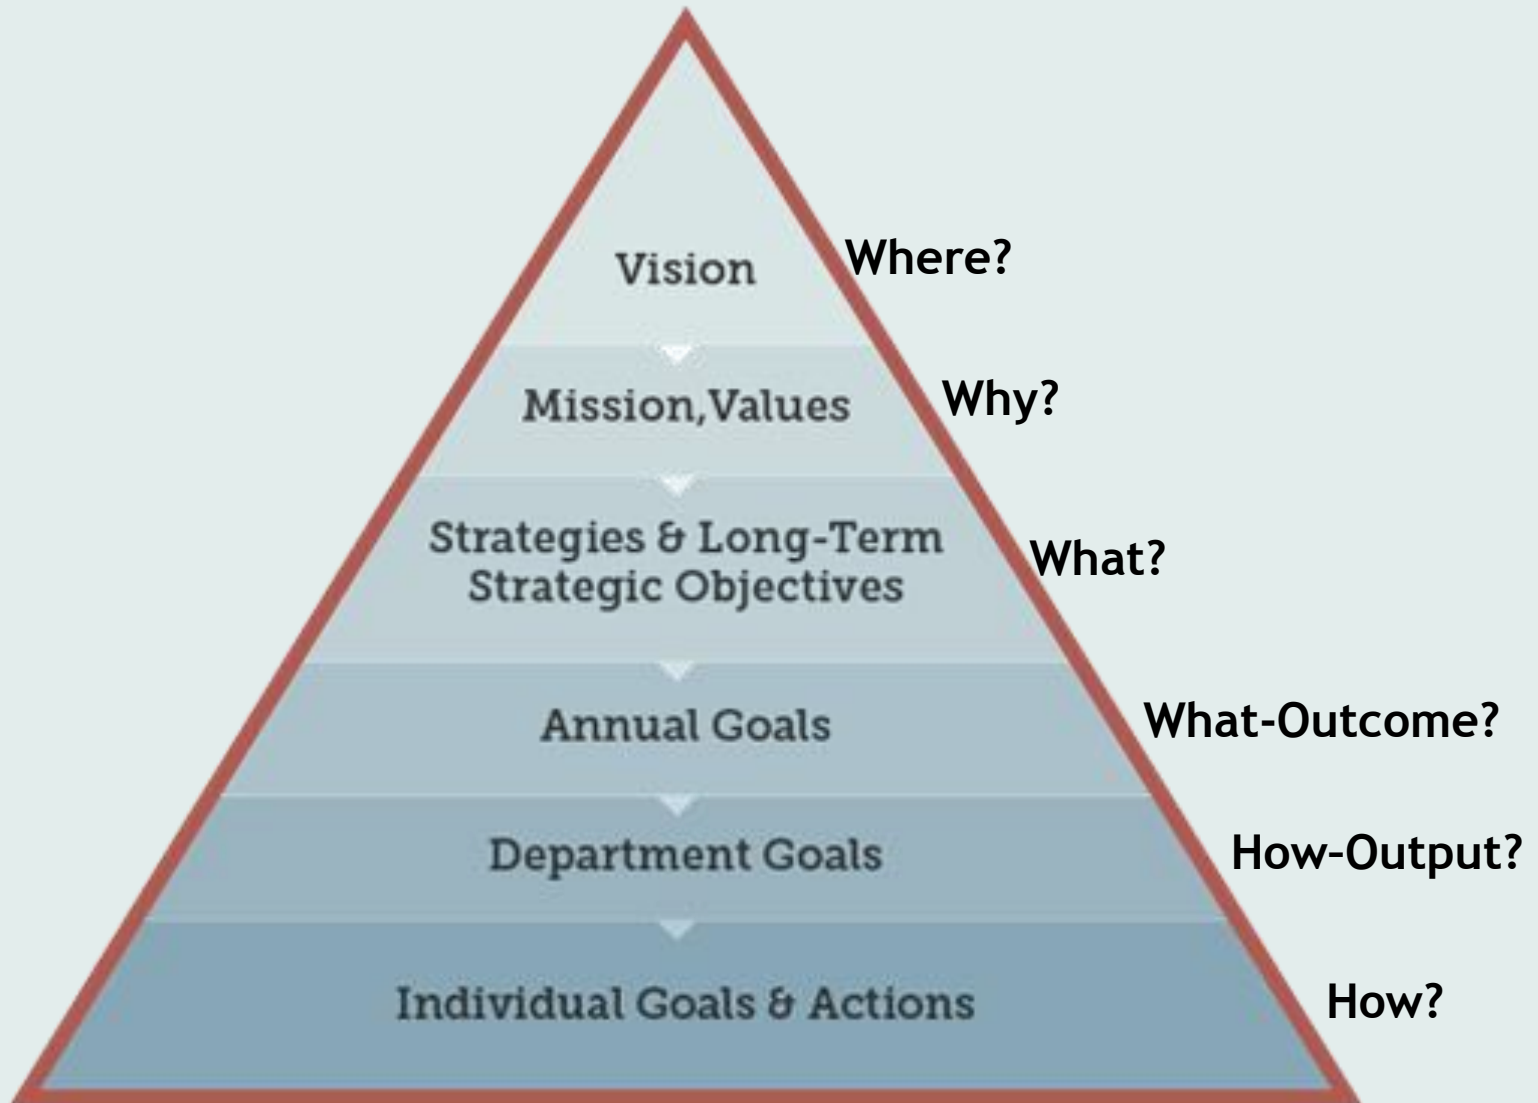 Vision
Where?
Mission,Values
Why?
Strategies & Long-Term
Strategic Objectives
What?
Annual Goals
What-Outcome?
Department Goals
How-Output?
Individual Goals & Actions
How?